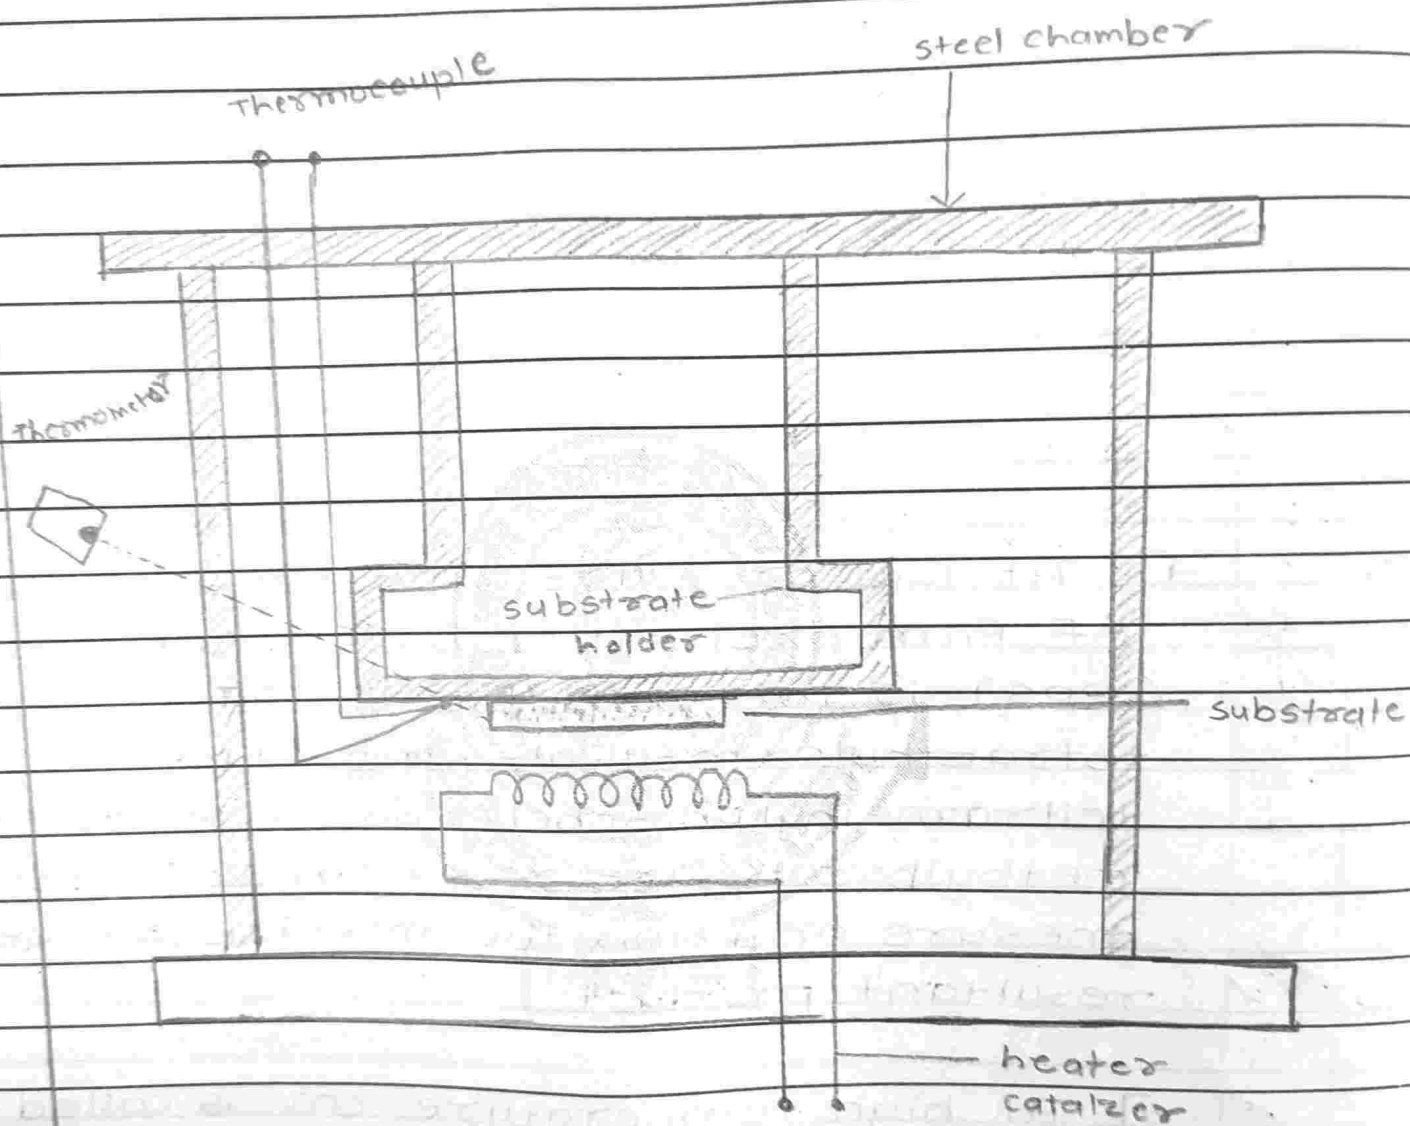 steel chamber
Thermocouple
Thermometer
substrate
holder
substrate
heater
catalzer